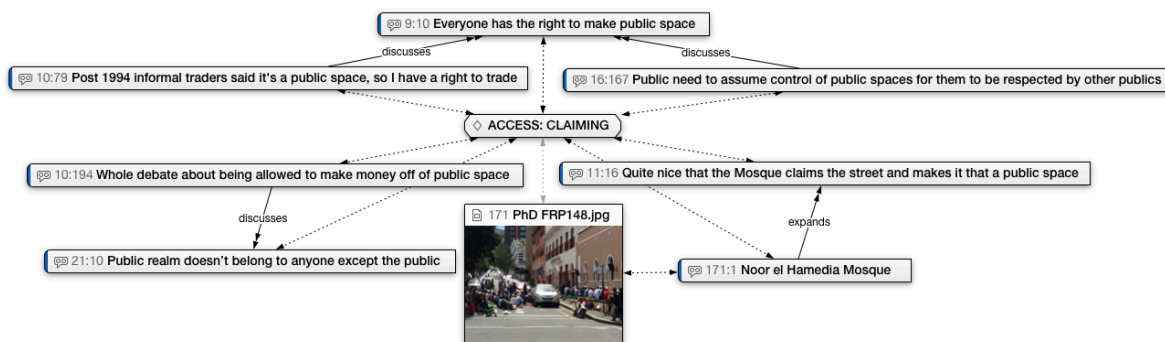 9:10 Everyone has the right to make public space
discusses
discusses
10:79 Post 1994 informal traders said it's a public space, so I have a right to trade
16:167 Public need to assume control of public spaces for them to be respected by other publics
ACCESS: CLAIMING
10:194 Whole debate about being allowed to make money off of public space
11:16 Quite nice that the Mosque claims the street and makes it that a public space
discusses
171 PhD FRP148.jpg
expands
21:10 Public realm doesn't belong to anyone except the public
171:1 Noor el Hamedia Mosque